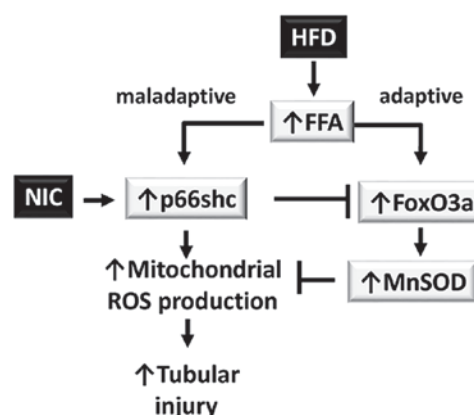 HFD
maladaptive
adaptive
↑FFA
NIC
↑p66shc
↑FoxO3a
↑Mitochondrial
ROS production
↑MnSOD
↑Tubular
injury